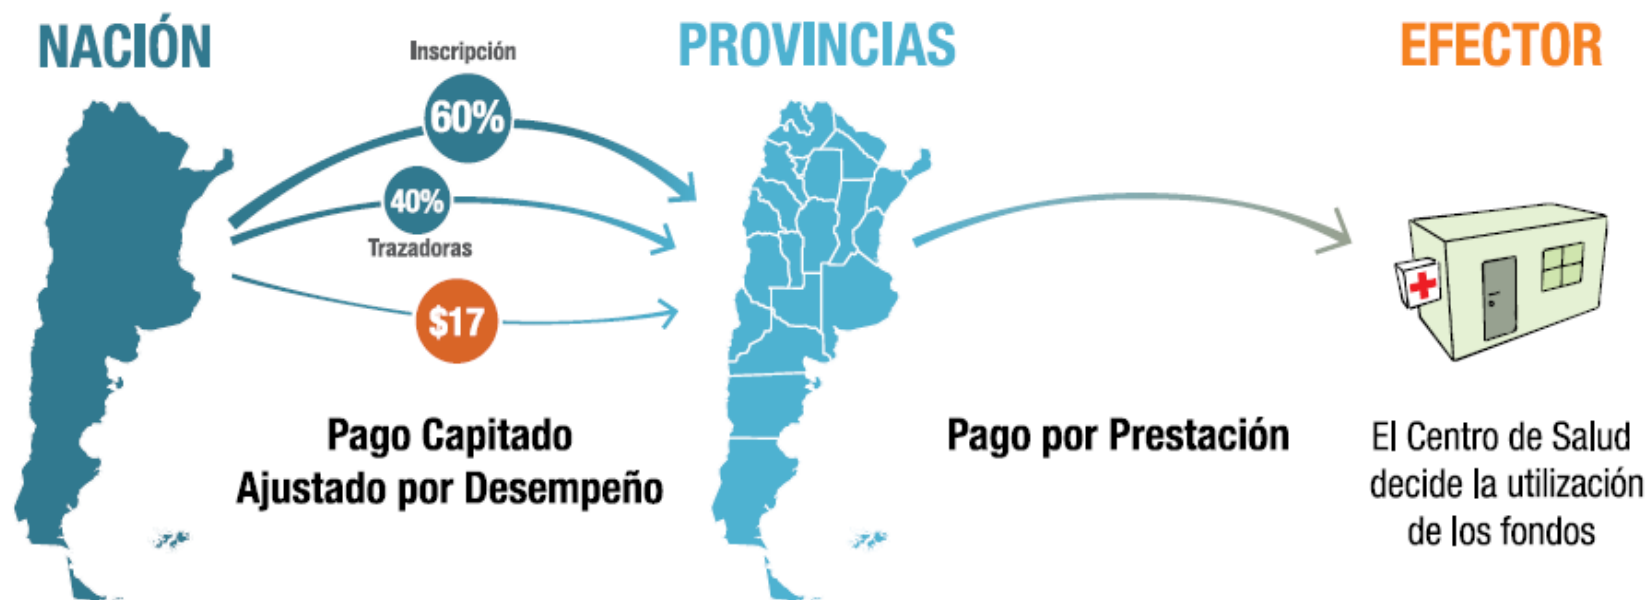 NACIÓN
PROVINCIAS
EFECTOR
Inscripción
60%
40%
Trazadoras
$17
Pago Capitado
Ajustado por Desempeño
Pago por Prestación
El Centro de Salud
decide la utilización
de los fondos